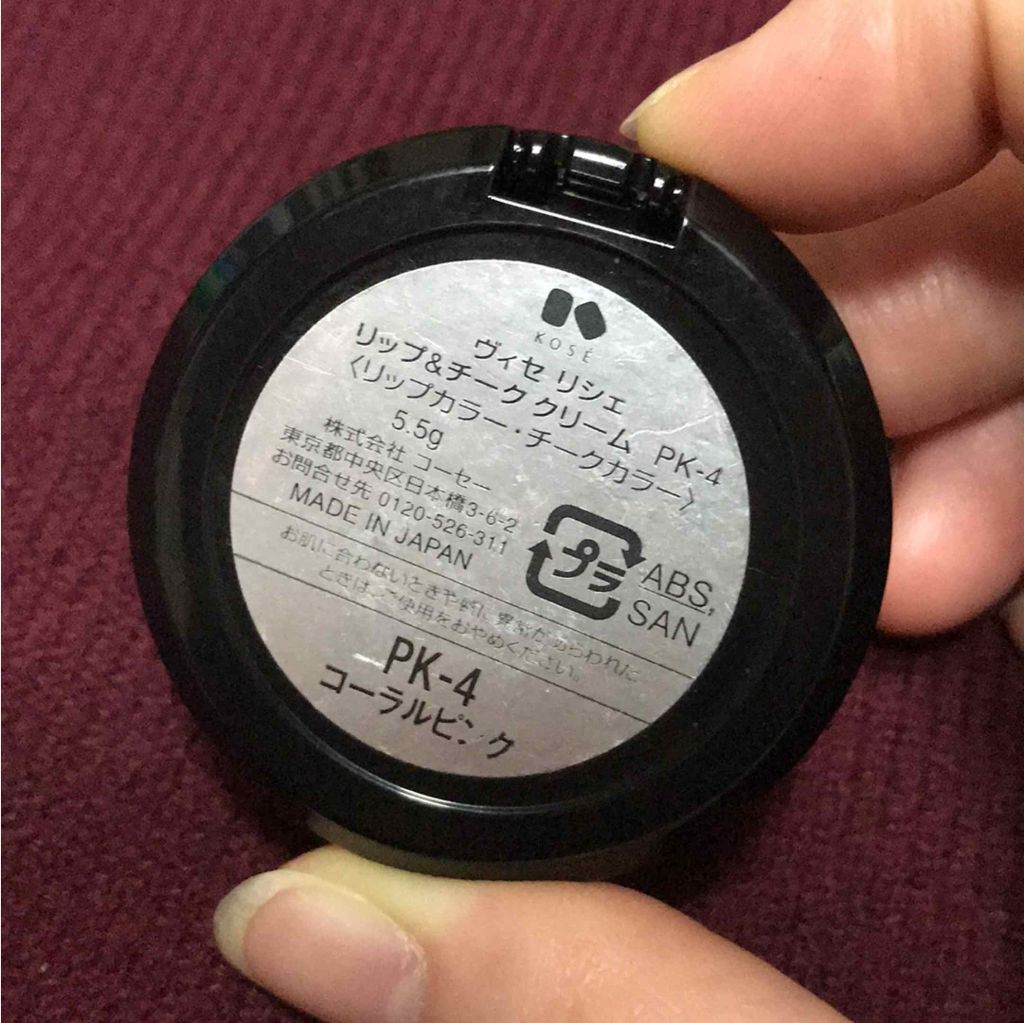 KOSÉ
ヴィセ リシェ
リップ&チーク クリーム PK-4
〈リップカラー・チークカラー〉
5.5g
株式会社 コーセー
東京都中央区日本橋3-6-2
お問合せ先 0120-526-311
MADE IN JAPAN
プラ
ABS,
SAN
お肌に合わないときや肌に異常があらわれた
ときはご使用をおやめください。
PK-4
コーラルピンク